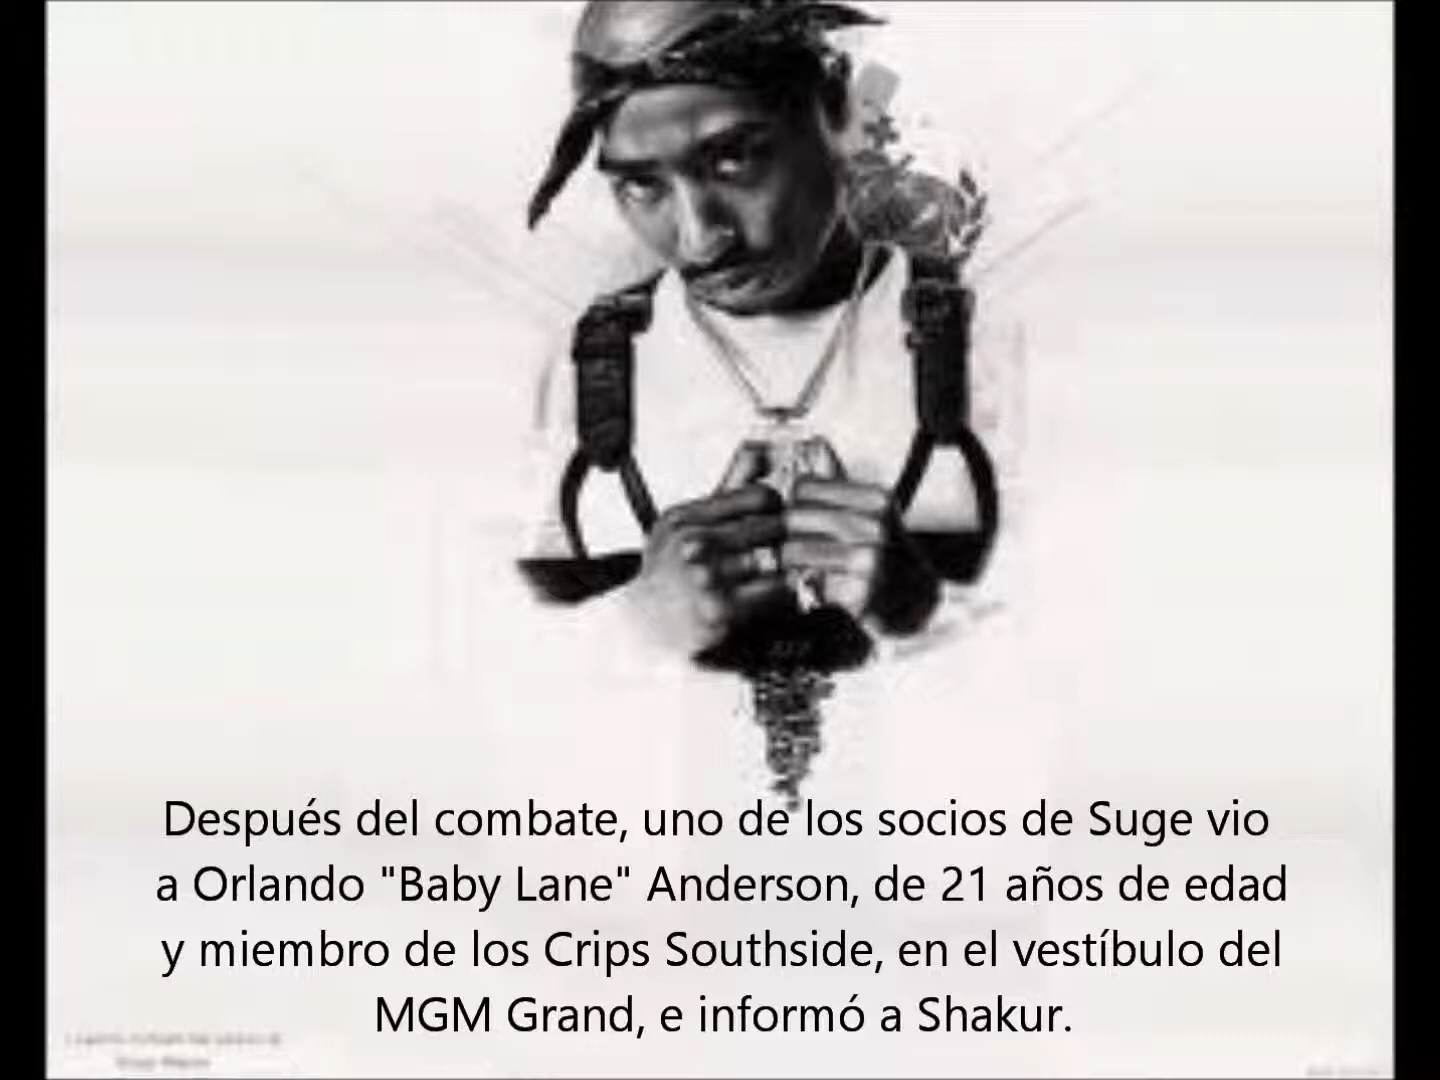 Después del combate, uno de los socios de Suge vio
a Orlando "Baby Lane" Anderson, de 21 años de edad
y miembro de los Crips Southside, en el vestíbulo del
MGM Grand, e informó a Shakur.